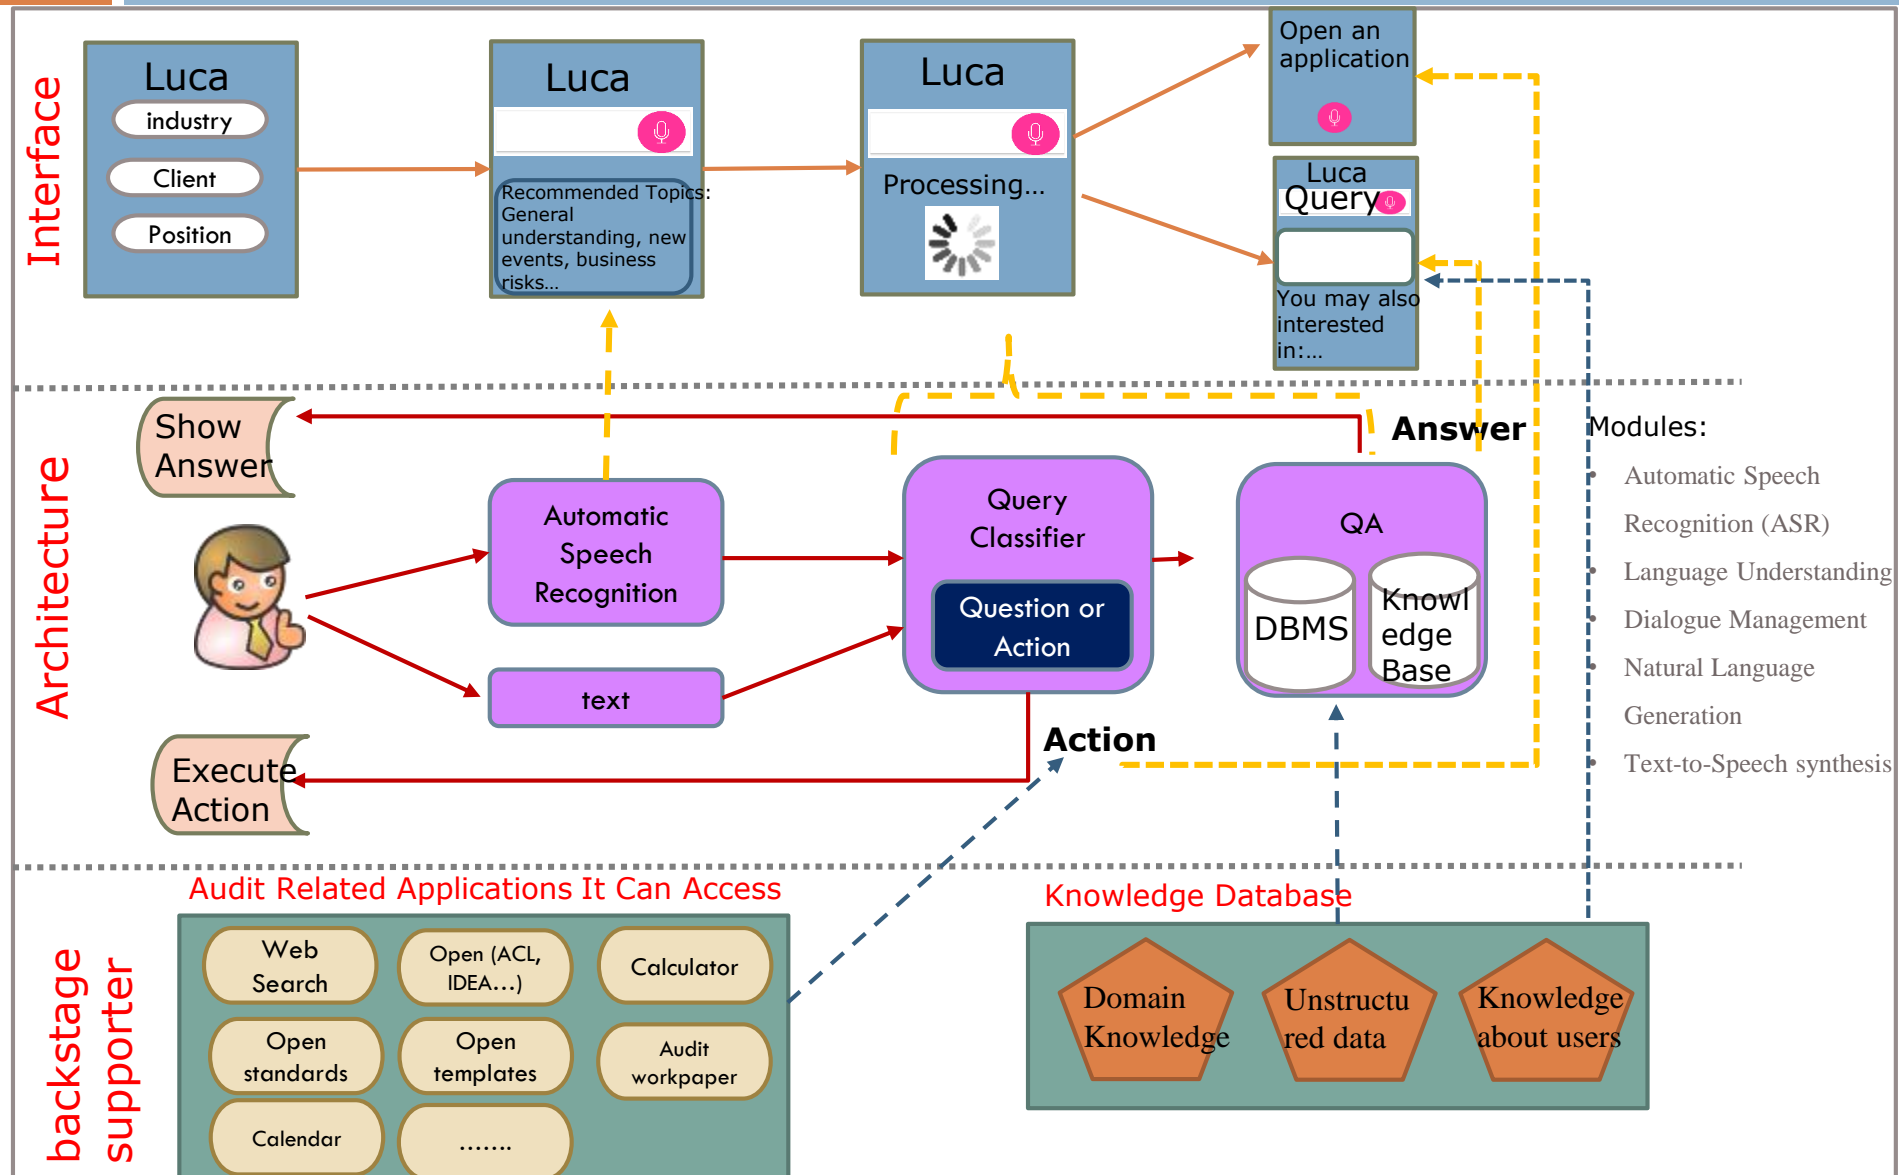 Interface
Luca
industry
Client
Position
Luca
Recommended Topics:
General
understanding, new
events, business
risks...
Luca
Processing...
Open an
application
Luca
Query
You may also
interested
in:...
Architecture
Show
Answer
Automatic
Speech
Recognition
text
Query
Classifier
Question or
Action
Answer
QA
DBMS
Knowl
edge
Base
Action
Execute
Action
Modules:
• Automatic Speech
Recognition (ASR)
• Language Understanding
• Dialogue Management
• Natural Language
Generation
• Text-to-Speech synthesis
backstage
supporter
Audit Related Applications It Can Access
Web
Search
Open (ACL,
IDEA...)
Calculator
Open
standards
Open
templates
Audit
workpaper
Calendar
.......
Knowledge Database
Domain
Knowledge
Unstructu
red data
Knowledge
about users